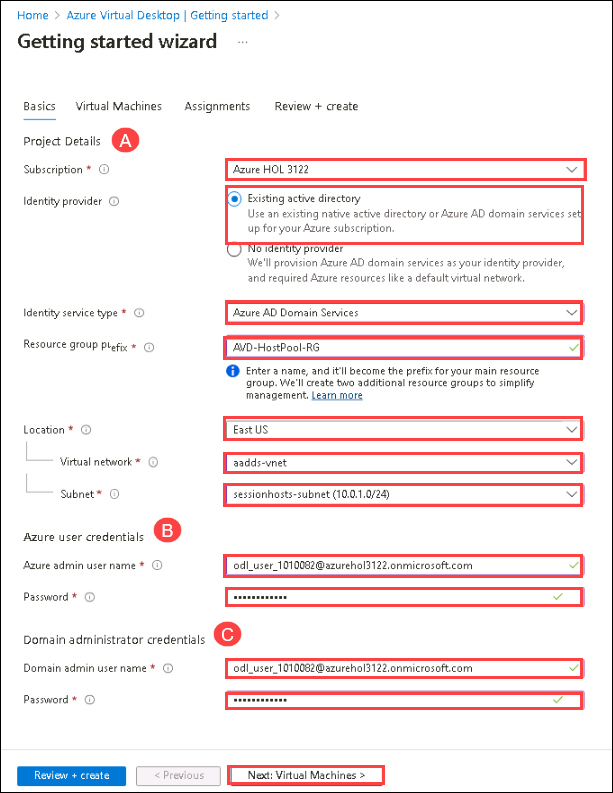 Home > Azure Virtual Desktop | Getting started >
Getting started wizard ...
Basics Virtual Machines Assignments Review + create
Project Details A
Subscription * Azure HOL 3122
Identity provider Existing active directory
Use an existing native active directory or Azure AD domain services set
up for your Azure subscription.
No identity provider
We'll provision Azure AD domain services as your identity provider,
and required Azure resources like a default virtual network.
Identity service type * Azure AD Domain Services
Resource group prefix * AVD-HostPool-RG
Enter a name, and it'll become the prefix for your main resource
group. We'll create two additional resource groups to simplify
management. Learn more
Location * East US
Virtual network * aadds-vnet
Subnet * sessionhosts-subnet (10.0.1.0/24)
Azure user credentials B
Azure admin user name * odl_user_1010082@azurehol3122.onmicrosoft.com
Password * ••••••••••••
Domain administrator credentials C
Domain admin user name * odl_user_1010082@azurehol3122.onmicrosoft.com
Password * ••••••••••••
Review + create < Previous Next: Virtual Machines >